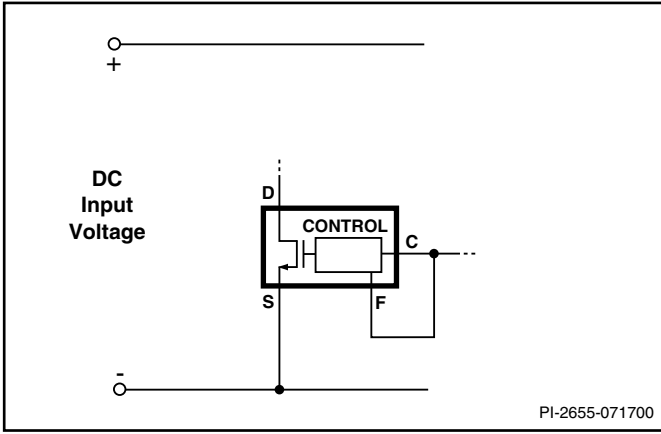 +
DC
Input
Voltage
D
CONTROL
C
S
F
-
PI-2655-071700